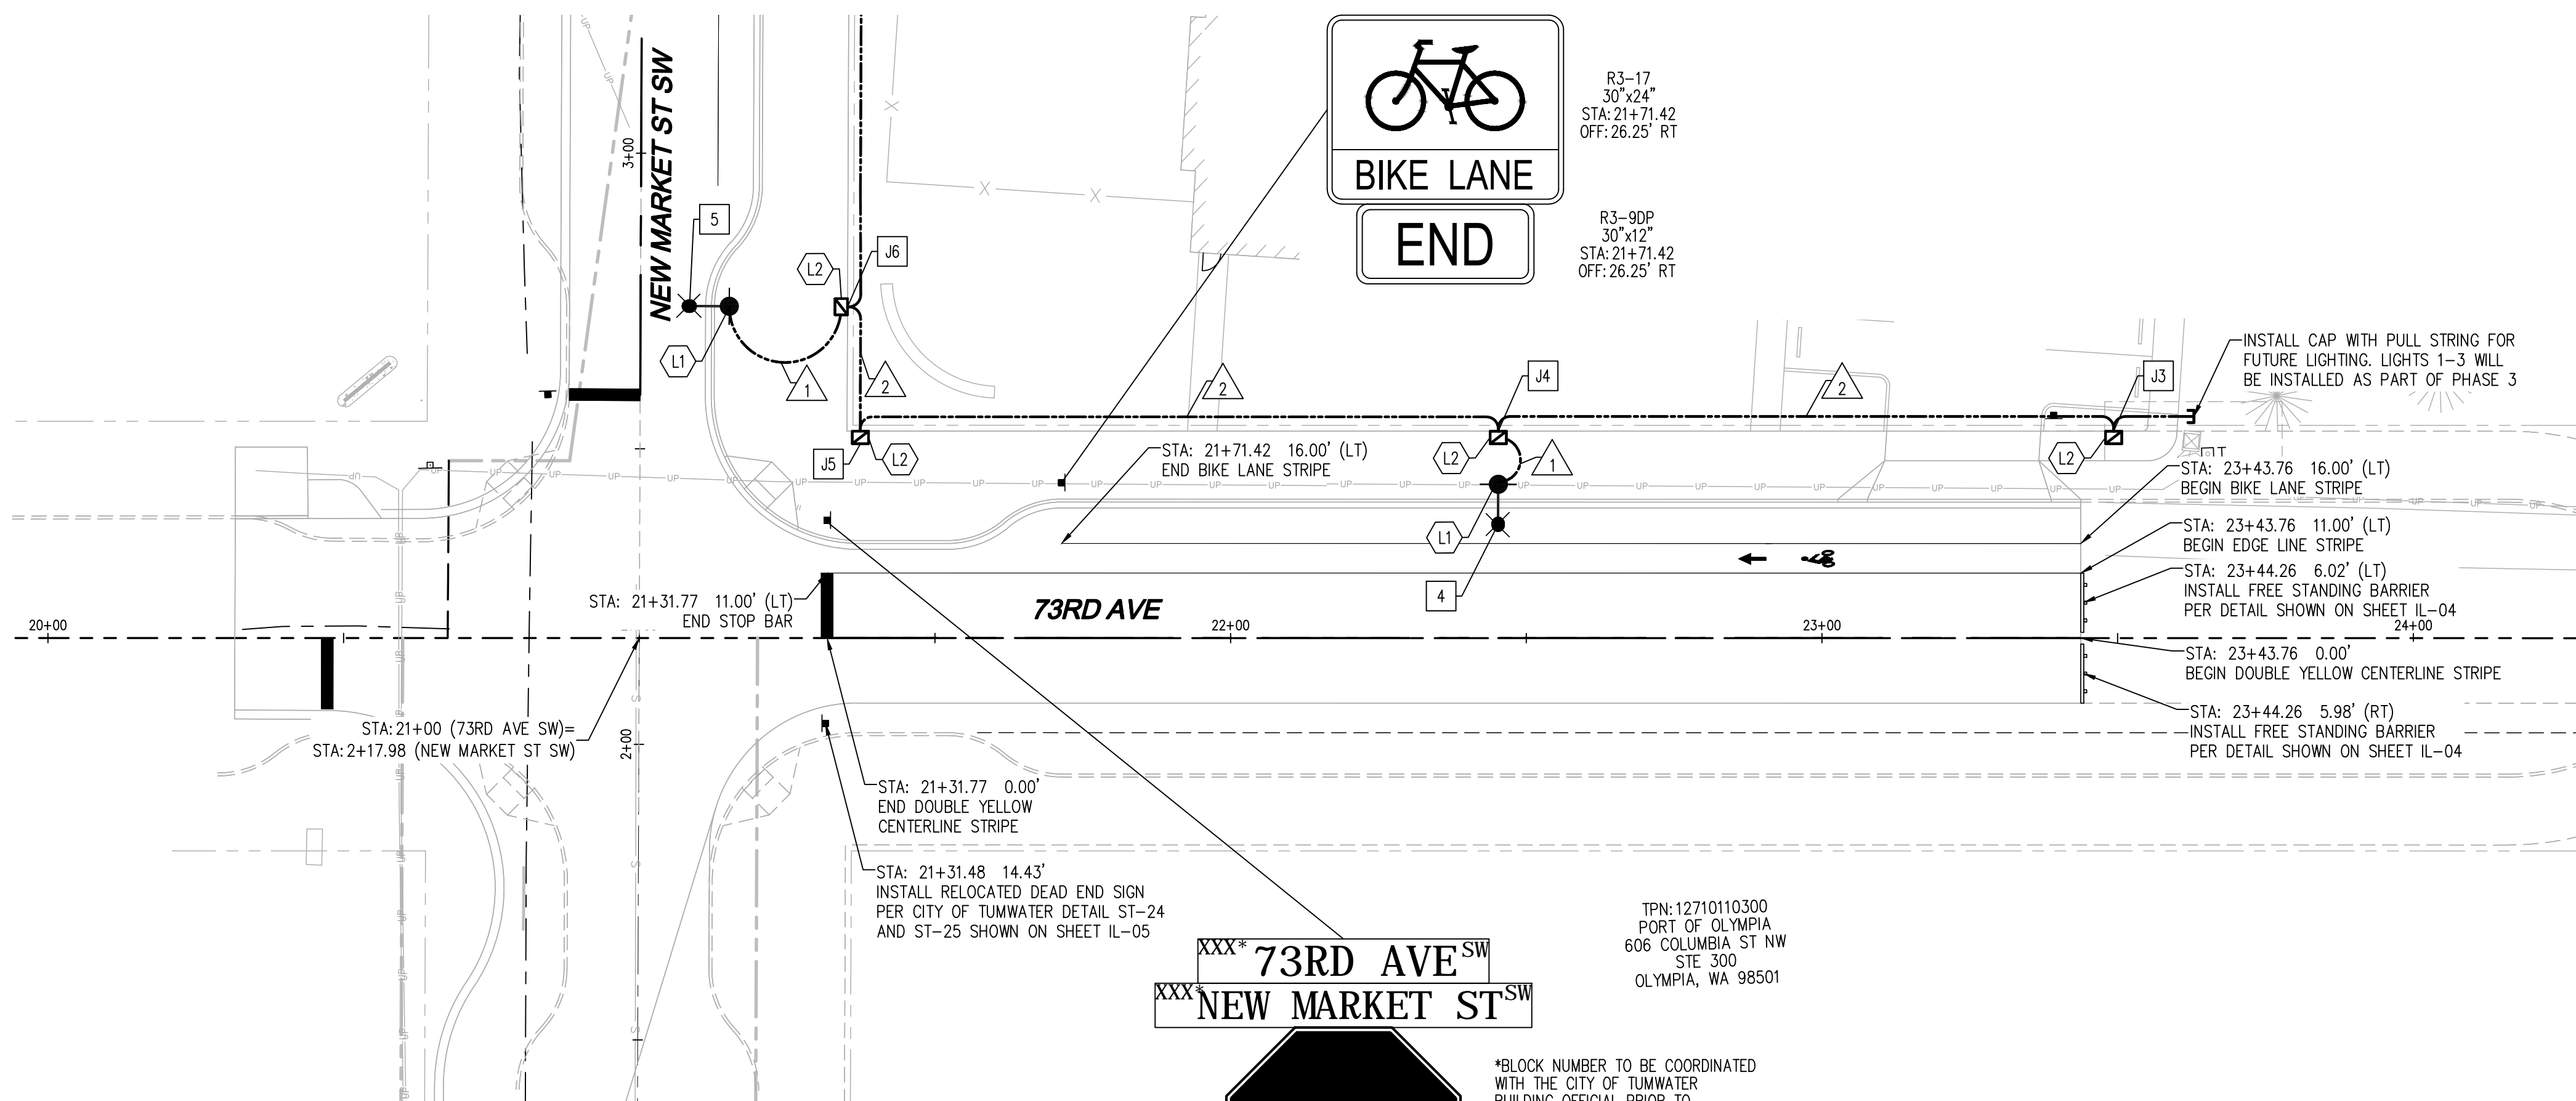 NEW MARKET ST SW
3+00
5
J6
L2
L1
1
2
BIKE LANE
END
R3-17
30"x24"
STA:21+71.42
OFF:26.25' RT
R3-9DP
30"x12"
STA:21+71.42
OFF:26.25' RT
2
J4
2
J3
INSTALL CAP WITH PULL STRING FOR
FUTURE LIGHTING. LIGHTS 1-3 WILL
BE INSTALLED AS PART OF PHASE 3
J5
L2
STA: 21+71.42 16.00' (LT)
END BIKE LANE STRIPE
L2
1
L2
L1
4
STA: 23+43.76 16.00' (LT)
BEGIN BIKE LANE STRIPE
STA: 23+43.76 11.00' (LT)
BEGIN EDGE LINE STRIPE
STA: 23+44.26 6.02' (LT)
INSTALL FREE STANDING BARRIER
PER DETAIL SHOWN ON SHEET IL-04
STA: 21+31.77 11.00' (LT)
END STOP BAR
73RD AVE
20+00
22+00
23+00
24+00
STA: 23+43.76 0.00'
BEGIN DOUBLE YELLOW CENTERLINE STRIPE
STA: 23+44.26 5.98' (RT)
INSTALL FREE STANDING BARRIER
PER DETAIL SHOWN ON SHEET IL-04
STA:21+00 (73RD AVE SW)=
STA:2+17.98 (NEW MARKET ST SW)
2+00
STA: 21+31.77 0.00'
END DOUBLE YELLOW
CENTERLINE STRIPE
STA: 21+31.48 14.43'
INSTALL RELOCATED DEAD END SIGN
PER CITY OF TUMWATER DETAIL ST-24
AND ST-25 SHOWN ON SHEET IL-05
TPN:12710110300
PORT OF OLYMPIA
606 COLUMBIA ST NW
STE 300
OLYMPIA, WA 98501
XXX* 73RD AVE SW
XXX* NEW MARKET ST SW
*BLOCK NUMBER TO BE COORDINATED
WITH THE CITY OF TUMWATER
BUILDING OFFICIAL PRIOR TO